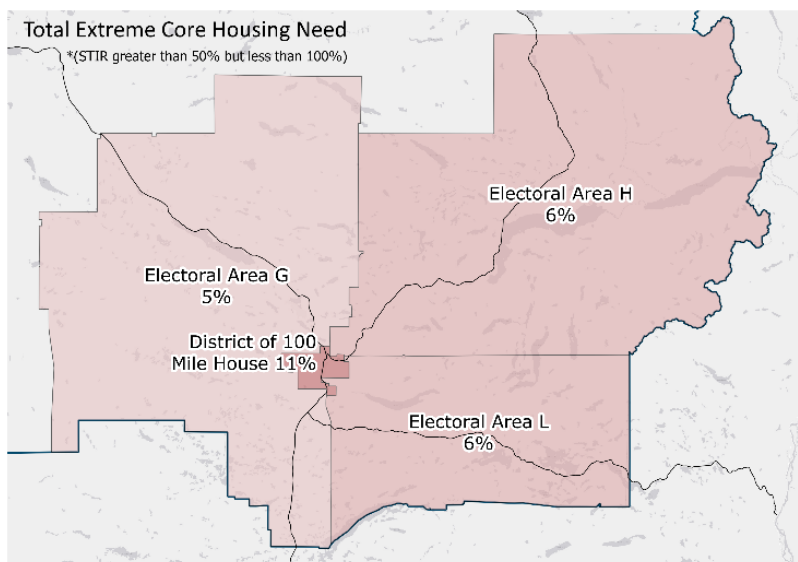 Total Extreme Core Housing Need
*(STIR greater than 50% but less than 100%)
Electoral Area H
6%
Electoral Area G
5%
District of 100
Mile House 11%
Electoral Area L
6%